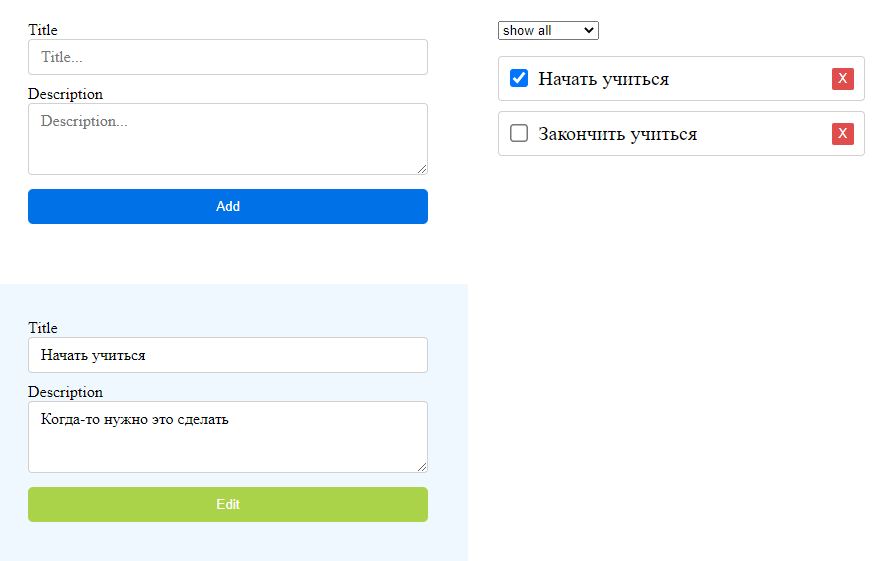 Title
Title...
Description
Description...
Add
show all
Начать учиться
X
Закончить учиться
X
Title
Начать учиться
Description
Когда-то нужно это сделать
Edit